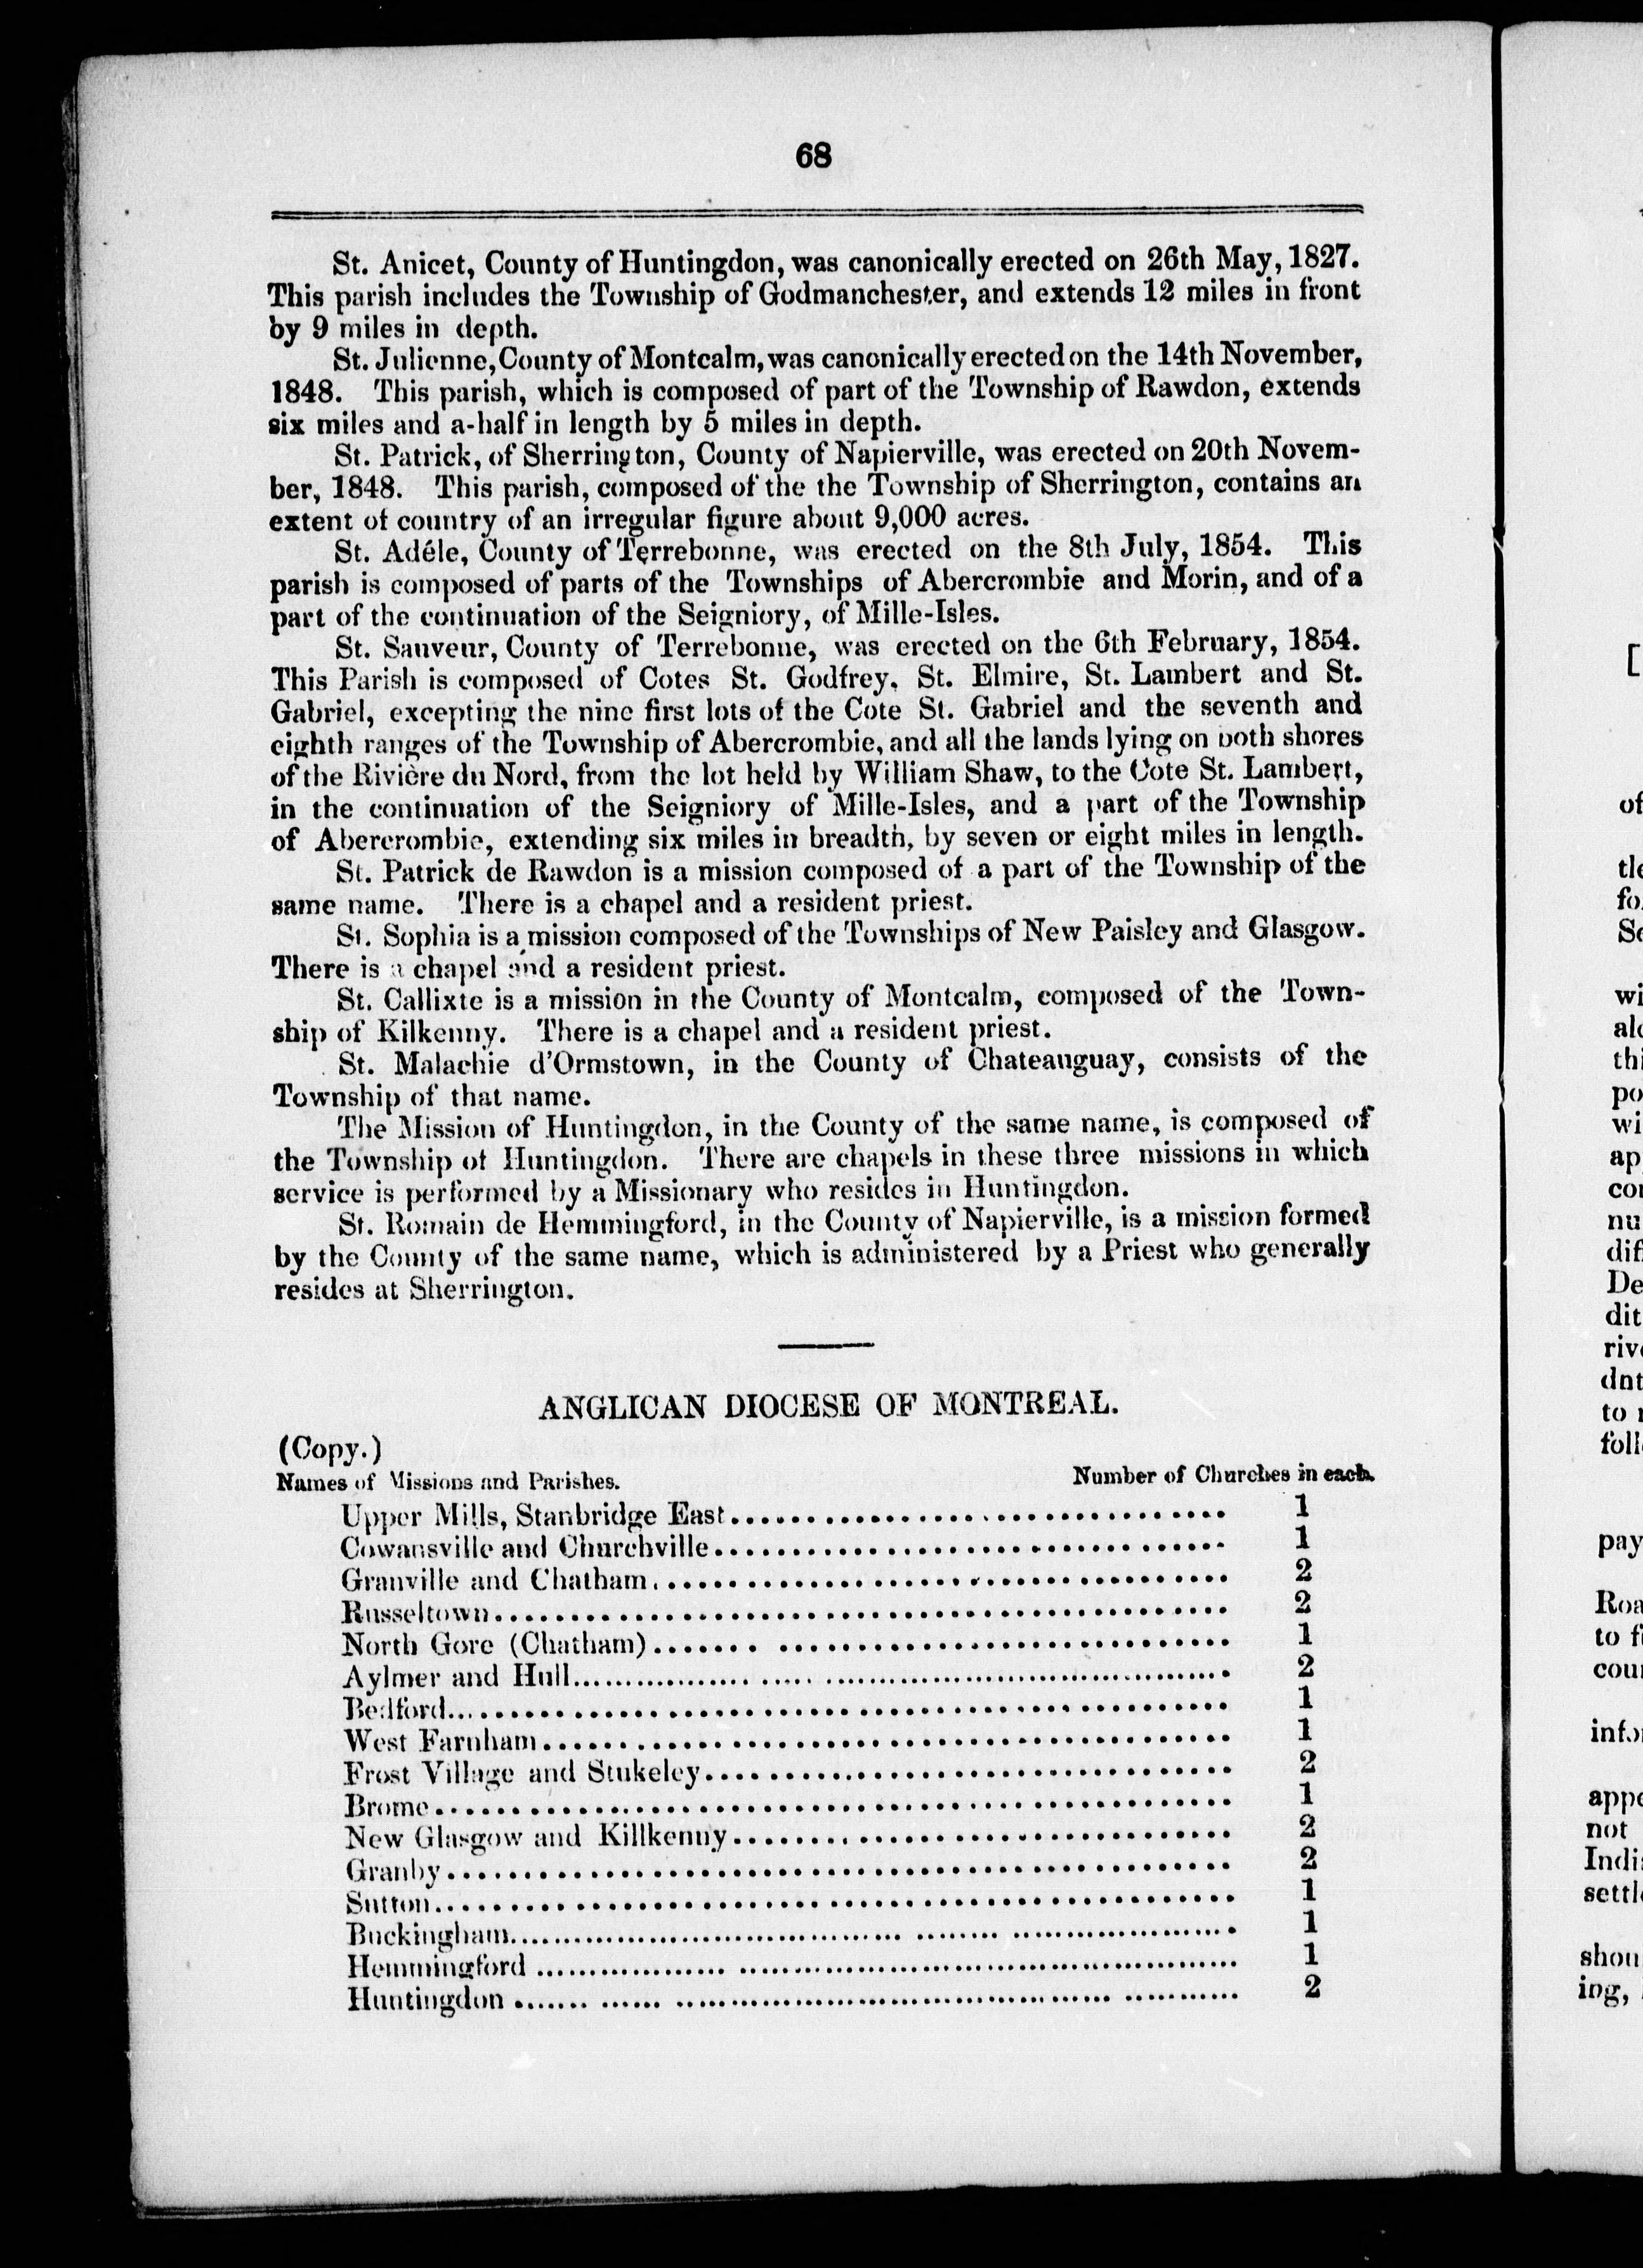 68
St. Anicet, County of Huntingdon, was canonically erected on 26th May, 1827.
This parish includes the Township of Godmanchester, and extends 12 miles in front
by 9 miles in depth.
St. Julienne, County of Montcalm, was canonically erected on the 14th November,
1848. This parish, which is composed of part of the Township of Rawdon, extends
six miles and a-half in length by 5 miles in depth.
St. Patrick, of Sherrington, County of Napierville, was erected on 20th Novem-
ber, 1848. This parish, composed of the the Township of Sherrington, contains an
extent of country of an irregular figure about 9,000 acres.
St. Adéle, County of Terrebonne, was erected on the 8th July, 1854. This
parish is composed of parts of the Townships of Abercrombie and Morin, and of a
part of the continuation of the Seigniory, of Mille-Isles.
St. Sauveur, County of Terrebonne, was erected on the 6th February, 1854.
This Parish is composed of Cotes St. Godfrey, St. Elmire, St. Lambert and St.
Gabriel, excepting the nine first lots of the Cote St. Gabriel and the seventh and
eighth ranges of the Township of Abercrombie, and all the lands lying on both shores
of the Rivière du Nord, from the lot held by William Shaw, to the Cote St. Lambert,
in the continuation of the Seigniory of Mille-Isles, and a part of the Township
of Abercrombie, extending six miles in breadth, by seven or eight miles in length.
St. Patrick de Rawdon is a mission composed of a part of the Township of the
same name. There is a chapel and a resident priest.
St. Sophia is a mission composed of the Townships of New Paisley and Glasgow.
There is a chapel and a resident priest.
St. Callixte is a mission in the County of Montcalm, composed of the Town-
ship of Kilkenny. There is a chapel and a resident priest.
St. Malachie d'Ormstown, in the County of Chateauguay, consists of the
Township of that name.
The Mission of Huntingdon, in the County of the same name, is composed of
the Township of Huntingdon. There are chapels in these three missions in which
service is performed by a Missionary who resides in Huntingdon.
St. Romain de Hemmingford, in the County of Napierville, is a mission formed
by the County of the same name, which is administered by a Priest who generally
resides at Sherrington.
ANGLICAN DIOCESE OF MONTREAL.
(Copy.)
Names of Missions and Parishes. Number of Churches in each.
Upper Mills, Stanbridge East........................................ 1
Cowansville and Churchville........................................ 1
Granville and Chatham........................................ 2
Russeltown........................................ 2
North Gore (Chatham)........................................ 1
Aylmer and Hull........................................ 2
Bedford........................................ 1
West Farnham........................................ 1
Frost Village and Stukeley........................................ 2
Brome........................................ 1
New Glasgow and Killkenny........................................ 2
Granby........................................ 2
Sutton........................................ 1
Buckingham........................................ 1
Hemmingford ........................................ 1
Huntingdon ........................................ 2
[
of
wi
po
wi
ap
nu
De
dit
to
pay
Roa
to f
not
ing,